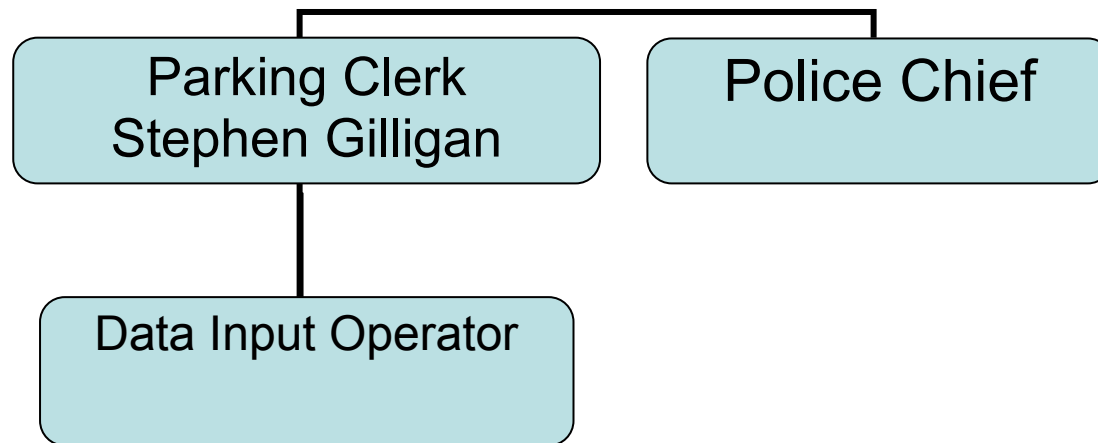 Parking Clerk
Stephen Gilligan
Police Chief
Data Input Operator